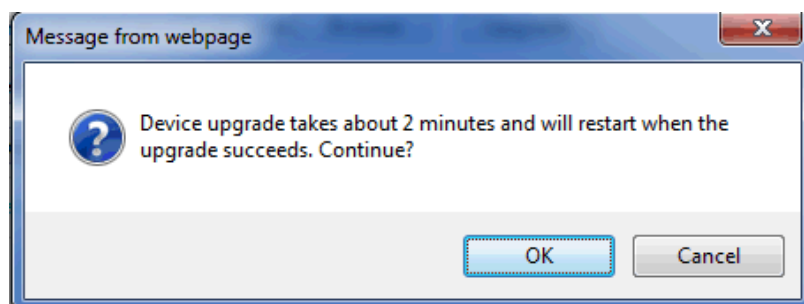 Message from webpage
Device upgrade takes about 2 minutes and will restart when the
upgrade succeeds. Continue?
OK
Cancel